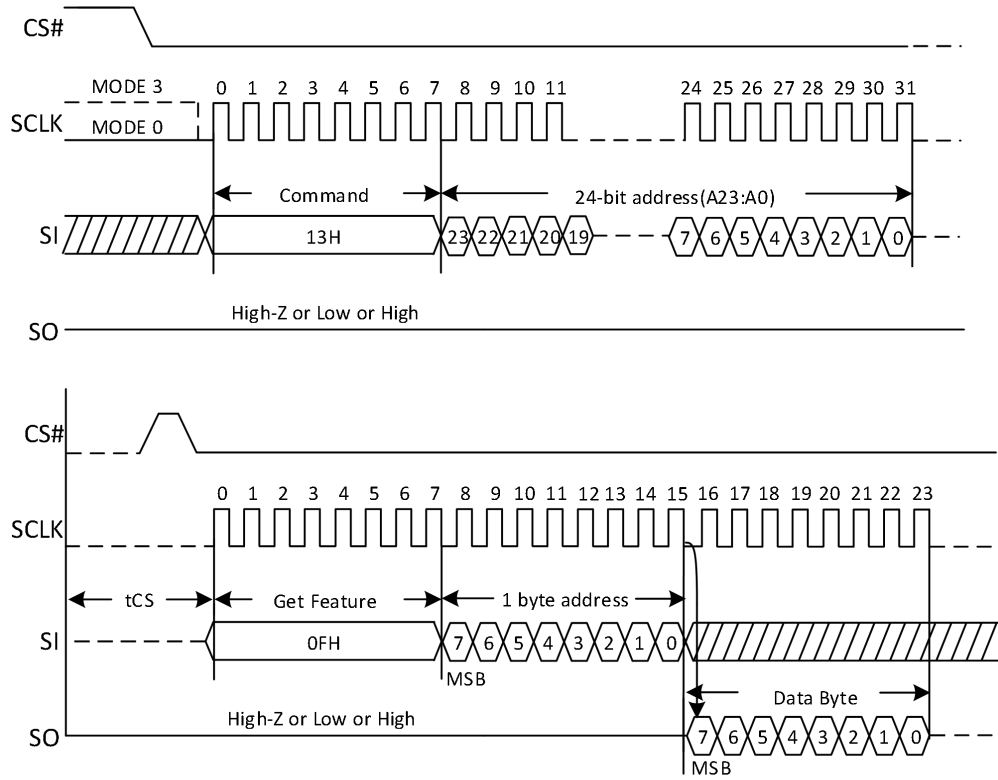 CS#
MODE 3
0 1 2 3 4 5 6 7 8 9 10 11 24 25 26 27 28 29 30 31
SCLK
MODE 0
Command 24-bit address(A23:A0)
SI 13H 23 22 21 20 19 7 6 5 4 3 2 1 0
High-Z or Low or High
SO
CS#
0 1 2 3 4 5 6 7 8 9 10 11 12 13 14 15 16 17 18 19 20 21 22 23
SCLK
tCS Get Feature 1 byte address
SI 0FH 7 6 5 4 3 2 1 0
MSB
Data Byte
High-Z or Low or High
SO 7 6 5 4 3 2 1 0
MSB